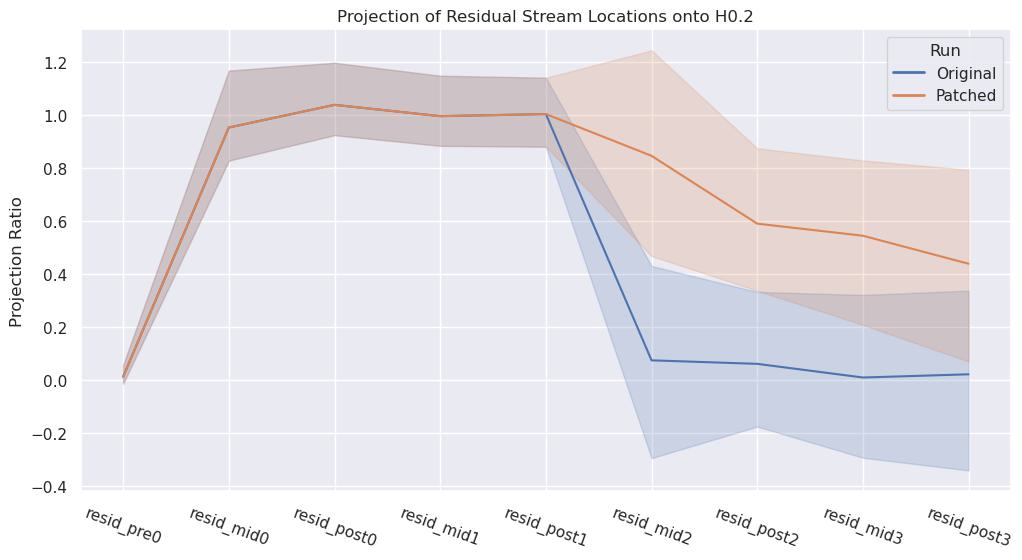 Projection of Residual Stream Locations onto H0.2
Projection Ratio
1.2
1.0
0.8
0.6
0.4
0.2
0.0
−0.2
−0.4
Run
Original
Patched
resid_pre0
resid_mid0
resid_post0
resid_mid1
resid_post1
resid_mid2
resid_post2
resid_mid3
resid_post3